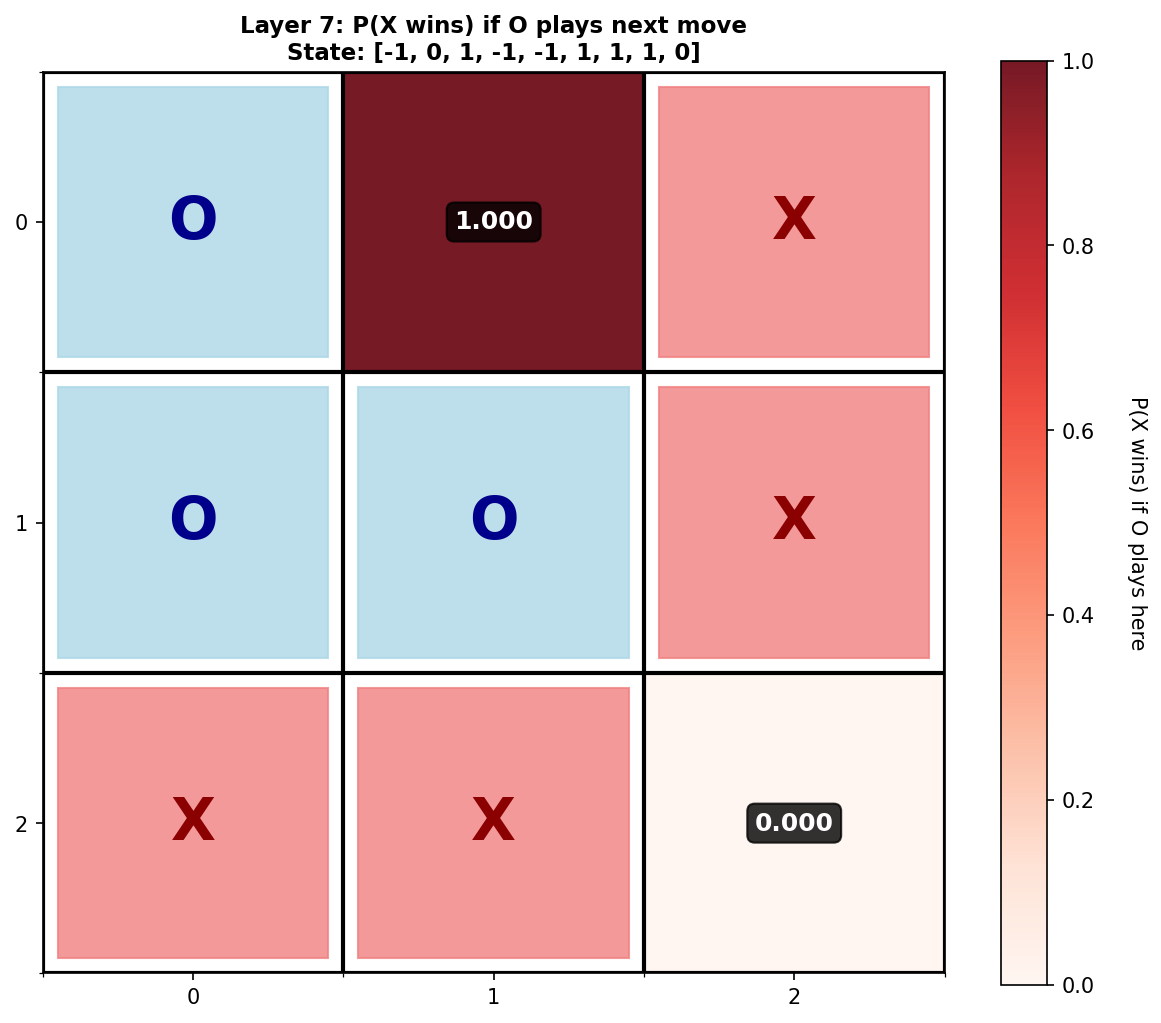 Layer 7: P(X wins) if O plays next move
State: [-1, 0, 1, -1, -1, 1, 1, 1, 0]
0
O
1.000
X
1
O
O
X
2
X
X
0.000
0
1
2
1.0
0.8
0.6
0.4
0.2
0.0
P(X wins) if O plays here